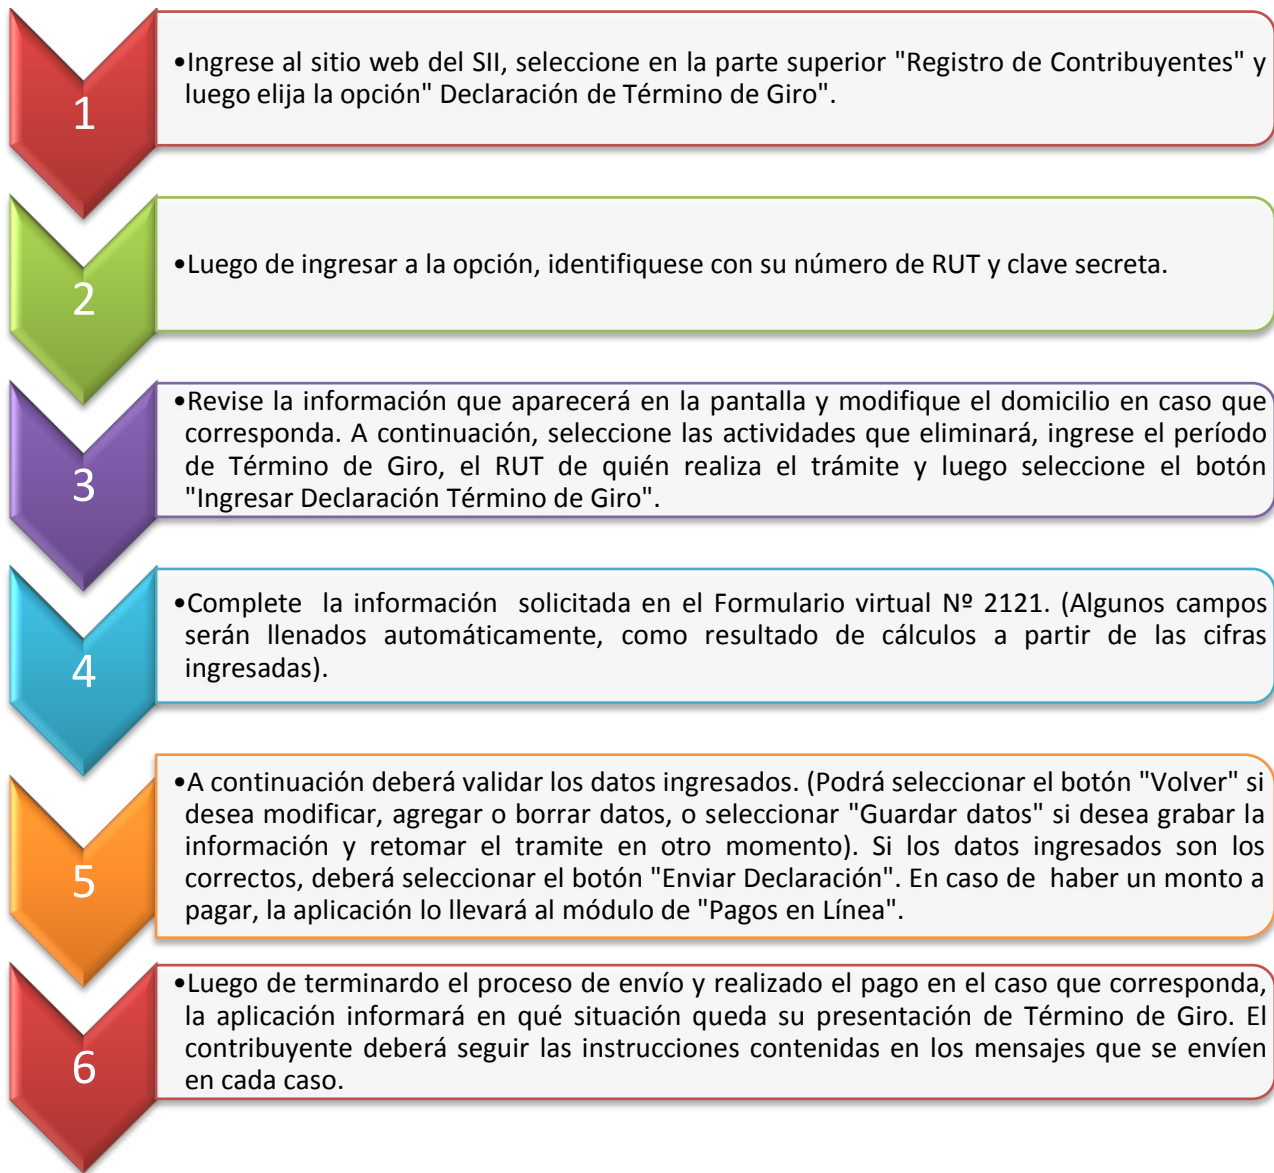 1
•Ingrese al sitio web del SII, seleccione en la parte superior "Registro de Contribuyentes" y
luego elija la opción" Declaración de Término de Giro".
2
•Luego de ingresar a la opción, identifiquese con su número de RUT y clave secreta.
3
•Revise la información que aparecerá en la pantalla y modifique el domicilio en caso que
corresponda. A continuación, seleccione las actividades que eliminará, ingrese el período
de Término de Giro, el RUT de quién realiza el trámite y luego seleccione el botón
"Ingresar Declaración Término de Giro".
4
•Complete la información solicitada en el Formulario virtual Nº 2121. (Algunos campos
serán llenados automáticamente, como resultado de cálculos a partir de las cifras
ingresadas).
5
•A continuación deberá validar los datos ingresados. (Podrá seleccionar el botón "Volver" si
desea modificar, agregar o borrar datos, o seleccionar "Guardar datos" si desea grabar la
información y retomar el tramite en otro momento). Si los datos ingresados son los
correctos, deberá seleccionar el botón "Enviar Declaración". En caso de haber un monto a
pagar, la aplicación lo llevará al módulo de "Pagos en Línea".
6
•Luego de terminardo el proceso de envío y realizado el pago en el caso que corresponda,
la aplicación informará en qué situación queda su presentación de Término de Giro. El
contribuyente deberá seguir las instrucciones contenidas en los mensajes que se envíen
en cada caso.